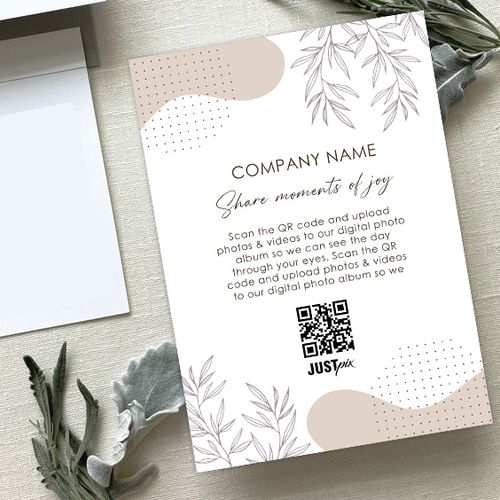 COMPANY NAME
Share moments of joy
Scan the QR code and upload
photos & videos to our digital photo
album so we can see the day
through your eyes. Scan the QR
code and upload photos & videos
to our digital photo album so we
JUSTpix